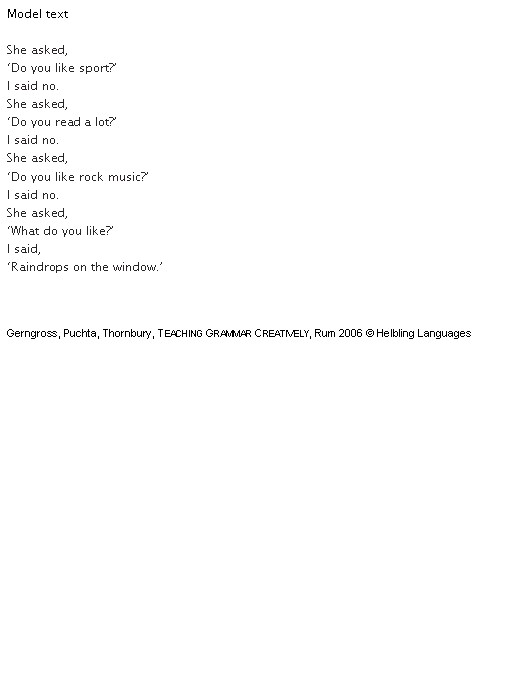 Model text
She asked,
‘Do you like sport?’
I said no.
She asked,
‘Do you read a lot?’
I said no.
She asked,
‘Do you like rock music?’
I said no.
She asked,
‘What do you like?’
I said,
‘Raindrops on the window.’
Gerngross, Puchta, Thornbury, TEACHING GRAMMAR CREATIVELY, Rum 2006 © Helbling Languages